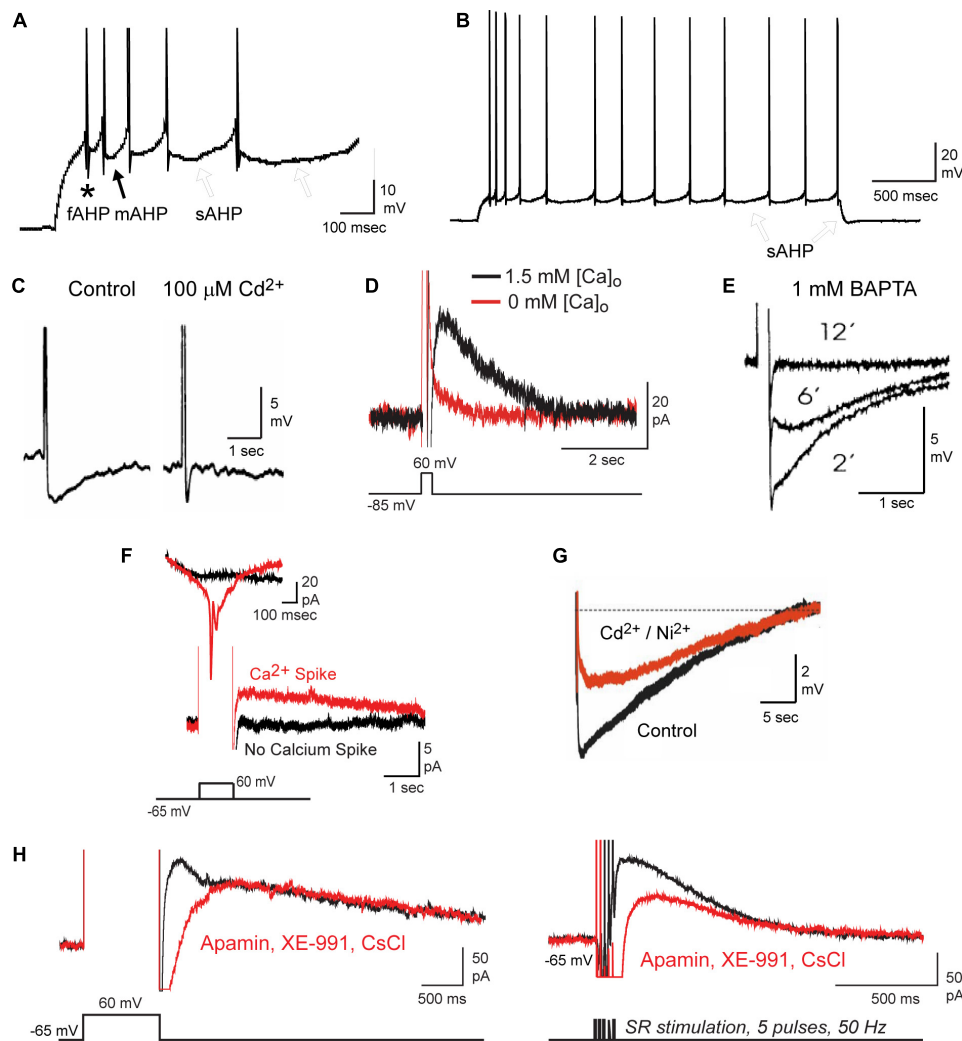 A
fAHP mAHP sAHP
10
mV
100 msec
B
20
mV
500 msec
sAHP
C
Control 100 μM Cd²⁺
5
mV
1 sec
D
1.5 mM [Ca]ₒ
0 mM [Ca]ₒ
20
pA
2 sec
60 mV
-85 mV
E
1 mM BAPTA
12′
6′
2′
5
mV
1 sec
F
20
pA
100 msec
Ca²⁺ Spike
No Calcium Spike
5
pA
1 sec
60 mV
-65 mV
G
Cd²⁺ / Ni²⁺
Control
2
mV
5 sec
H
Apamin, XE-991, CsCl
50
pA
500 ms
60 mV
-65 mV
-65 mV
Apamin, XE-991, CsCl
50
pA
500 ms
SR stimulation, 5 pulses, 50 Hz